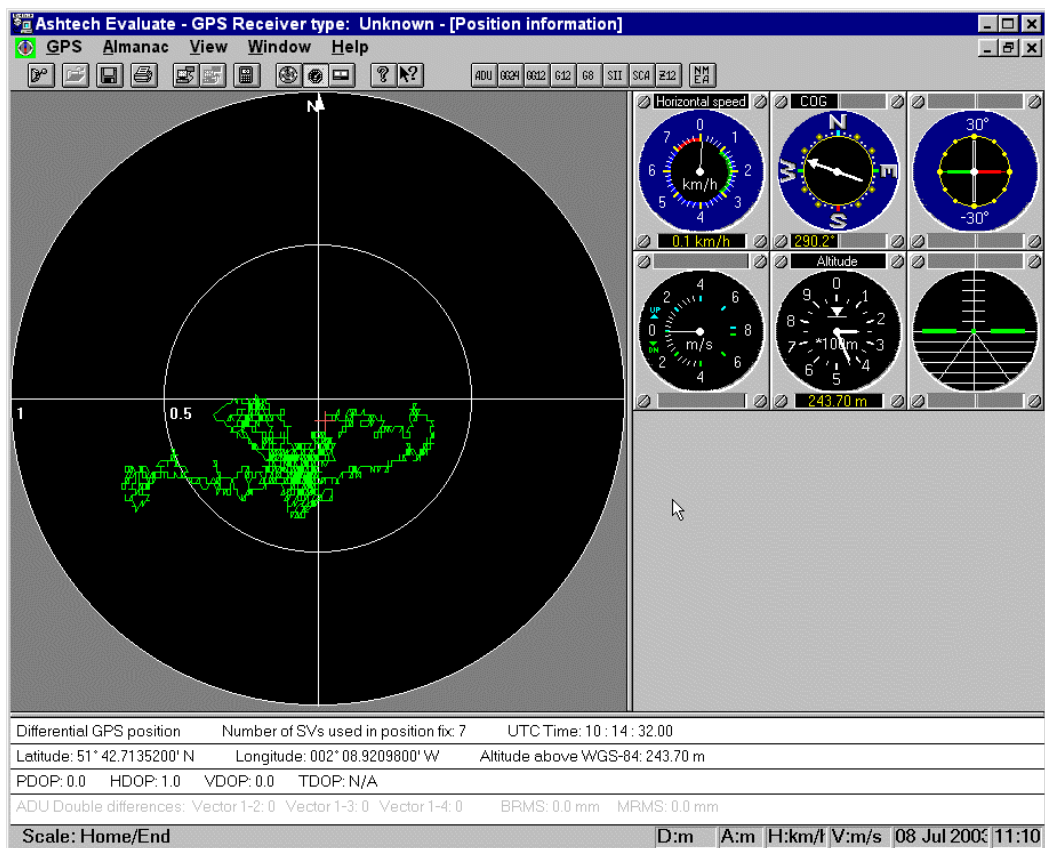 Ashtech Evaluate - GPS Receiver type: Unknown - [Position information]
GPS Almanac View Window Help
ADU GG24 GG12 G12 G8 SII SCA Z12 NMEA
N
1
0.5
Horizontal speed
0 1 2 3 4 5 6 7
km/h
0.1 km/h
COG
N E S W
290.2°
30°
-30°
4 6 8 6 4 2 0 2
UP
DN
m/s
Altitude
0 1 2 3 4 5 6 7 8 9
*100m
243.70 m
Differential GPS position Number of SVs used in position fix: 7 UTC Time: 10 : 14 : 32.00
Latitude: 51° 42.7135200' N Longitude: 002° 08.9209800' W Altitude above WGS-84: 243.70 m
PDOP: 0.0 HDOP: 1.0 VDOP: 0.0 TDOP: N/A
ADU Double differences: Vector 1-2: 0 Vector 1-3: 0 Vector 1-4: 0 BRMS: 0.0 mm MRMS: 0.0 mm
Scale: Home/End D:m A:m H:km/ V:m/s 08 Jul 200 11:10